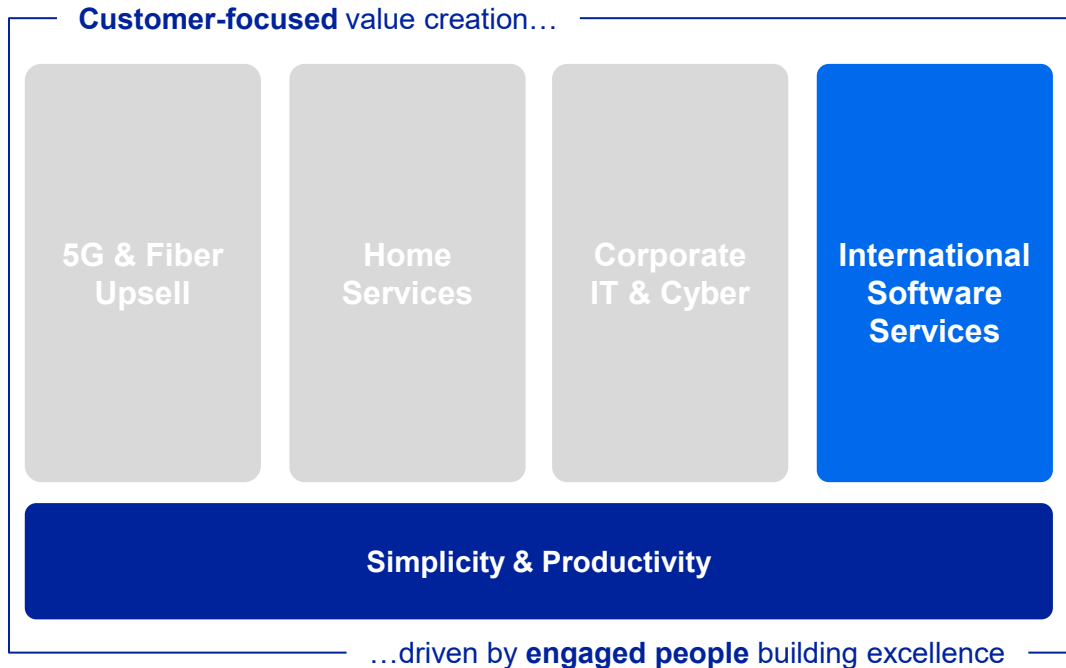 Customer-focused value creation…
5G & Fiber
Upsell
Home
Services
Corporate
IT & Cyber
International
Software
Services
Simplicity & Productivity
…driven by engaged people building excellence